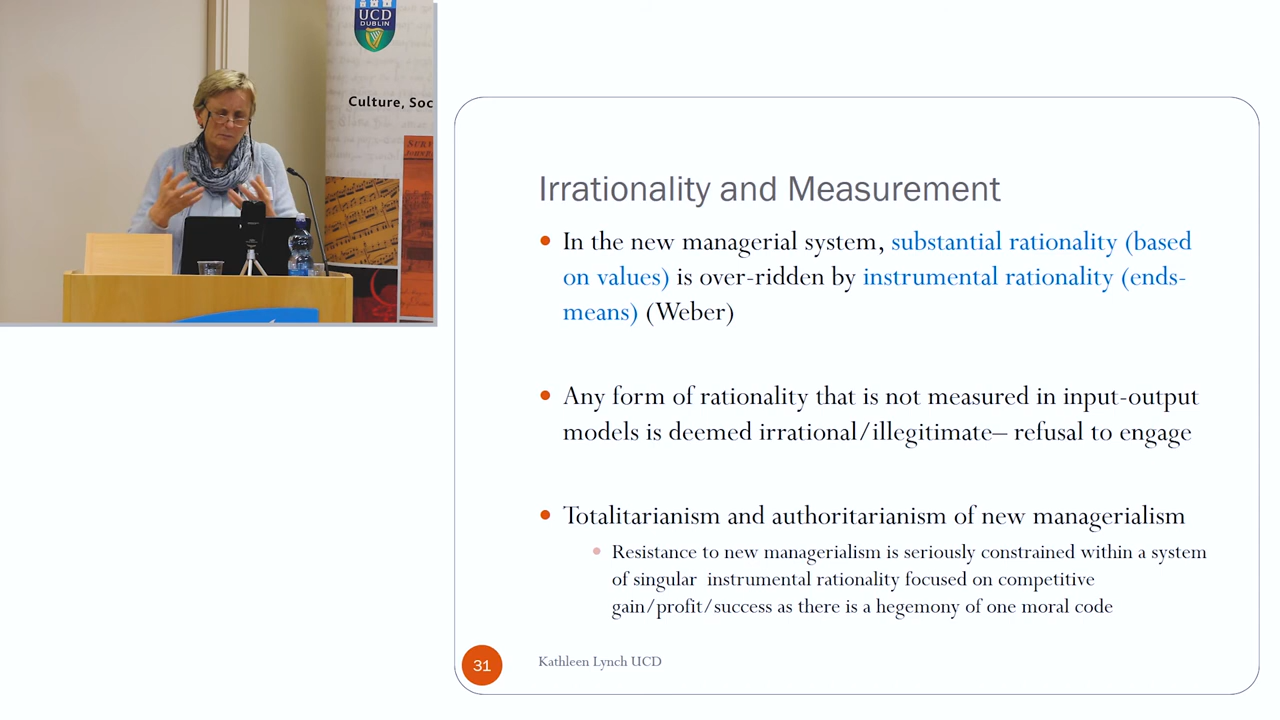 UCD
DUBLIN
Culture, Soc
Irrationality and Measurement
In the new managerial system, substantial rationality (based
on values) is over-ridden by instrumental rationality (ends-
means) (Weber)
Any form of rationality that is not measured in input-output
models is deemed irrational/illegitimate– refusal to engage
Totalitarianism and authoritarianism of new managerialism
Resistance to new managerialism is seriously constrained within a system
of singular  instrumental rationality focused on competitive
gain/profit/success as there is a hegemony of one moral code
31
Kathleen Lynch UCD